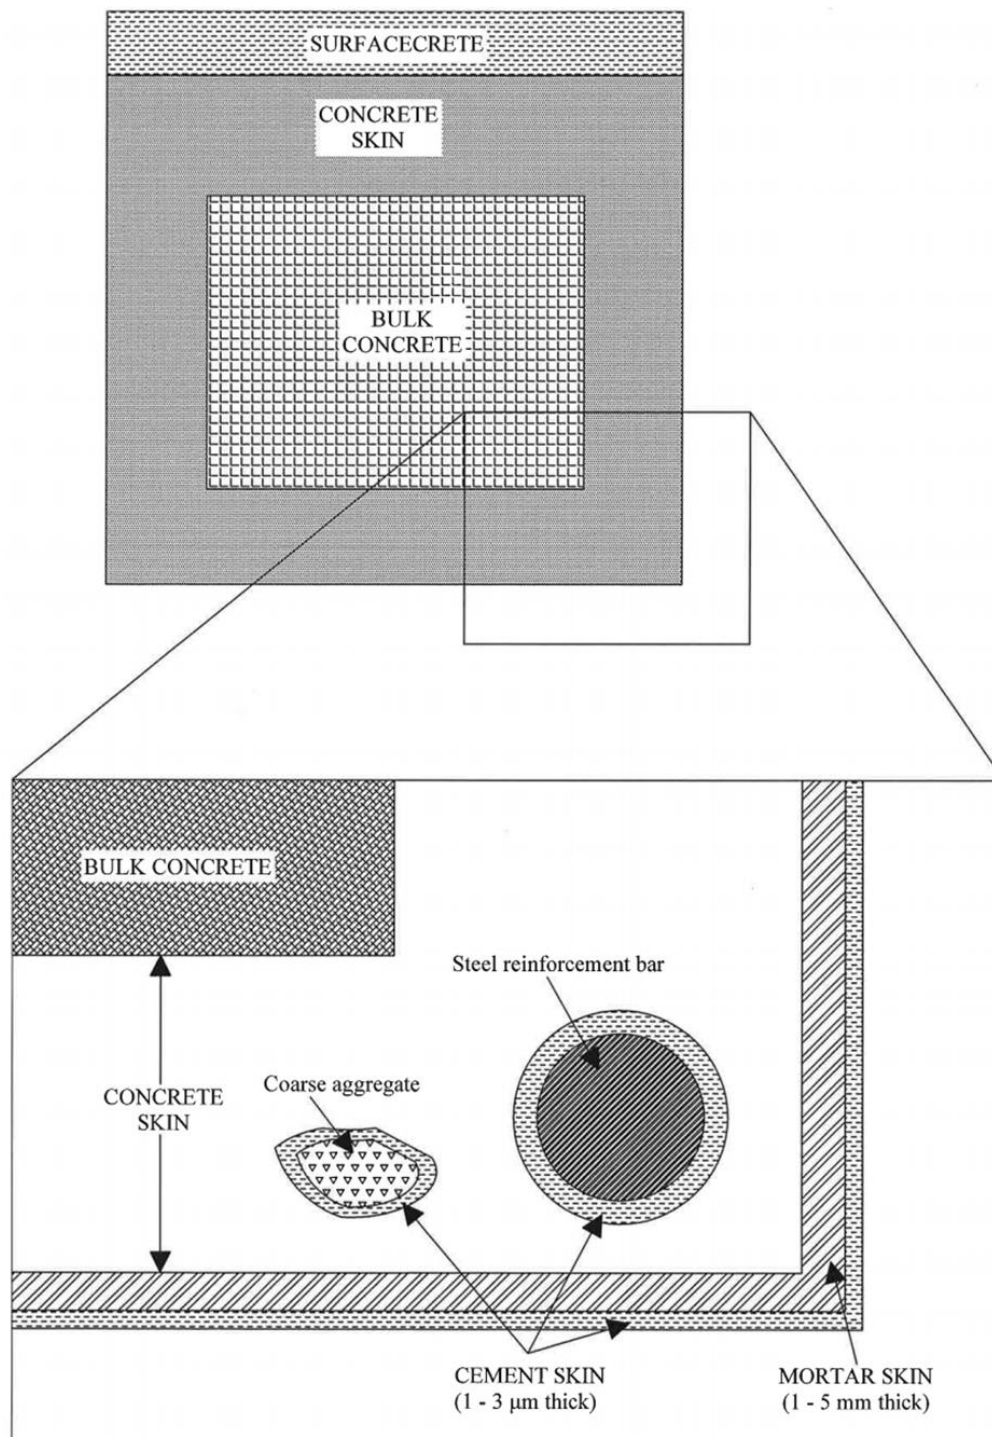 SURFACECRETE
CONCRETE
SKIN
BULK
CONCRETE
BULK CONCRETE
Steel reinforcement bar
Coarse aggregate
CONCRETE
SKIN
CEMENT SKIN
(1 - 3 µm thick)
MORTAR SKIN
(1 - 5 mm thick)